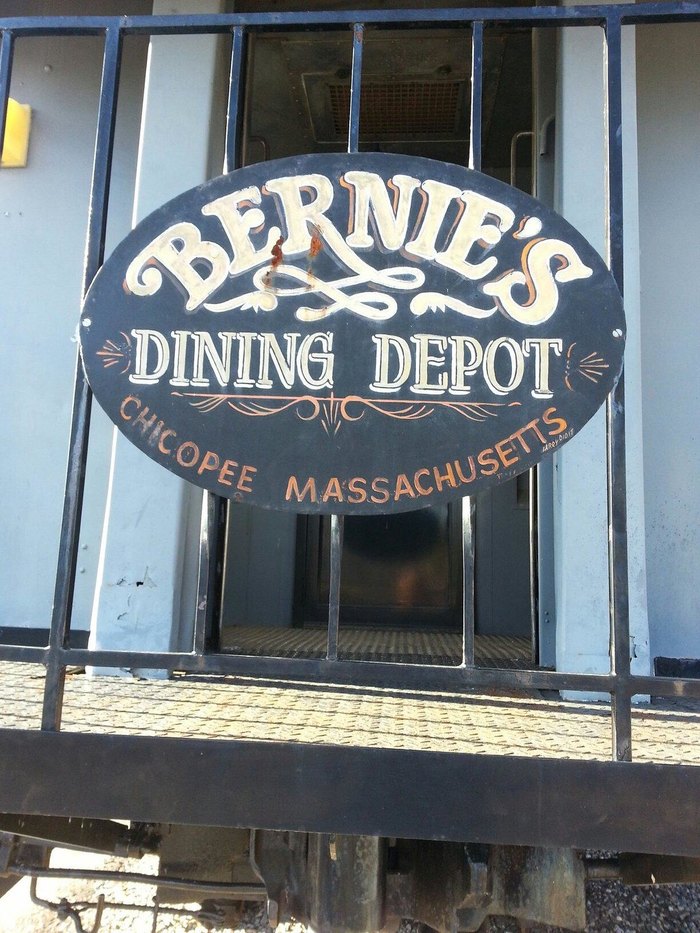 BERNIE'S
DINING DEPOT
CHICOPEE MASSACHUSETTS